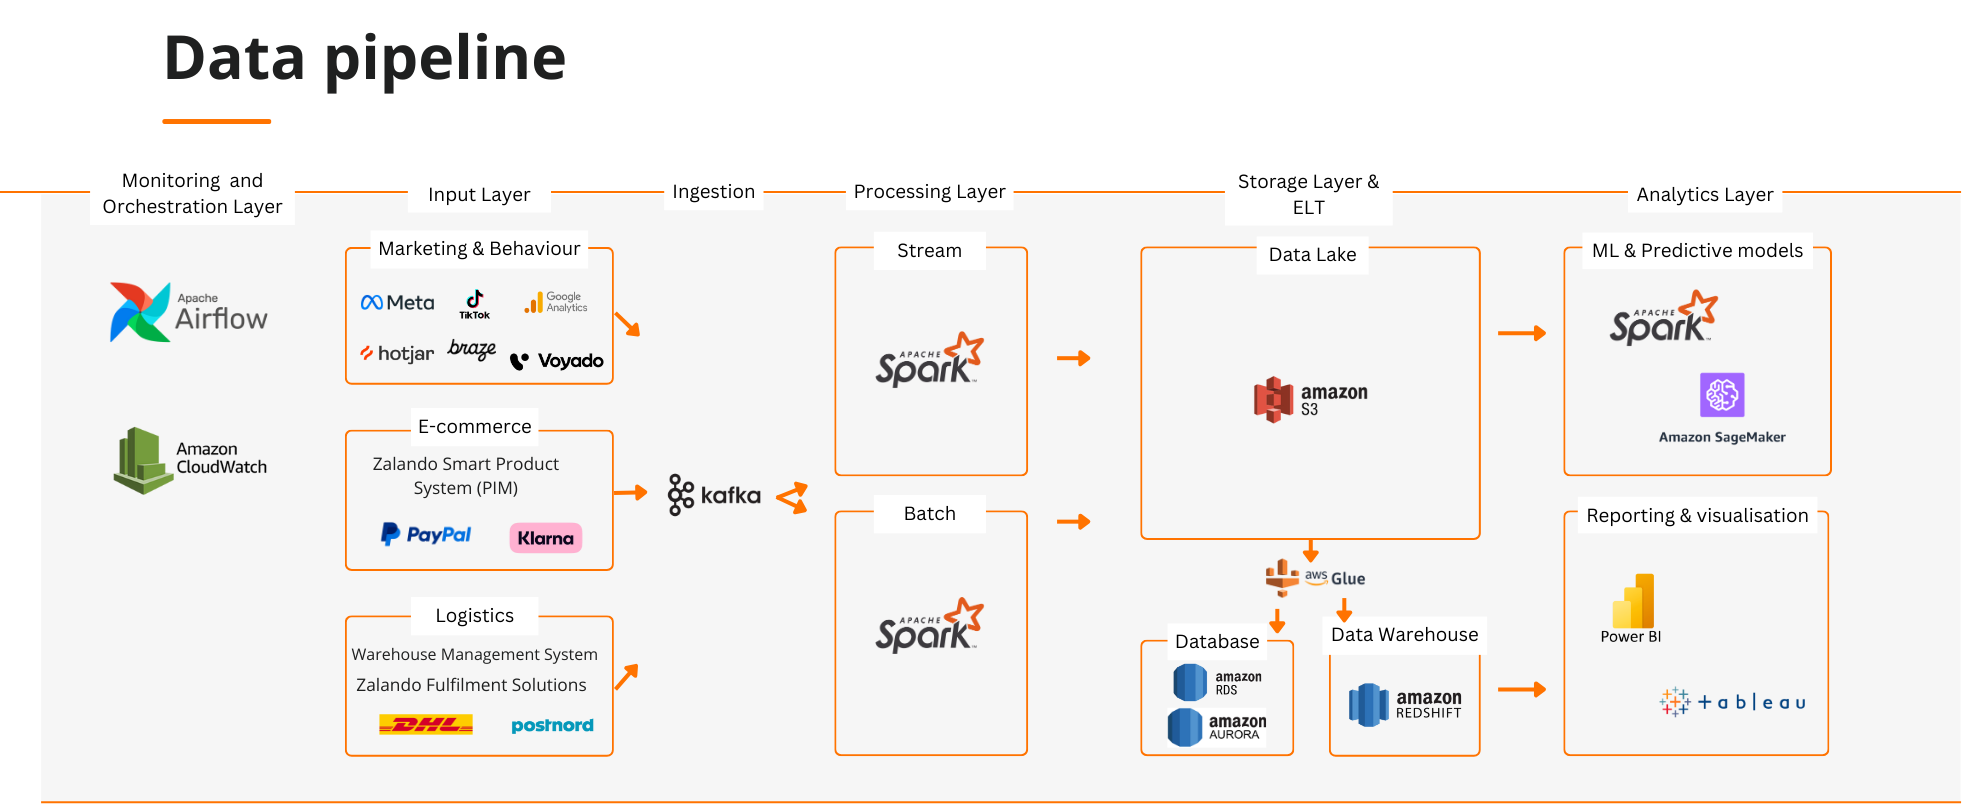 Data pipeline
Monitoring and
Orchestration Layer
Input Layer
Ingestion
Processing Layer
Storage Layer &
ELT
Analytics Layer
Apache
Airflow
Amazon
CloudWatch
Marketing & Behaviour
Meta
TikTok
Google
Analytics
hotjar
braze
Voyado
E-commerce
Zalando Smart Product
System (PIM)
PayPal
Klarna
Logistics
Warehouse Management System
Zalando Fulfilment Solutions
DHL
postnord
kafka
Stream
APACHE
Spark™
Batch
APACHE
Spark™
Data Lake
amazon
S3
aws Glue
Database
amazon
RDS
amazon
AURORA
Data Warehouse
amazon
REDSHIFT
ML & Predictive models
APACHE
Spark™
Amazon SageMaker
Reporting & visualisation
Power BI
+ableau